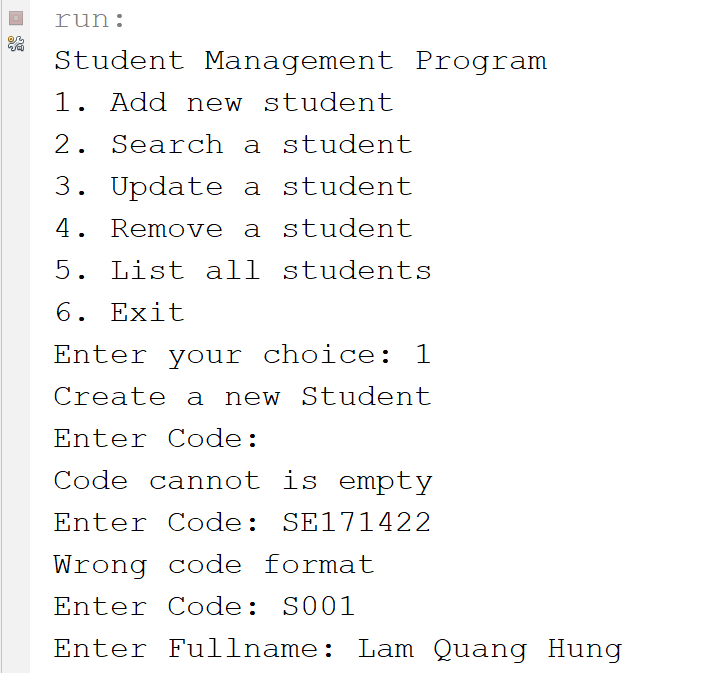 run:
Student Management Program
1. Add new student
2. Search a student
3. Update a student
4. Remove a student
5. List all students
6. Exit
Enter your choice: 1
Create a new Student
Enter Code:
Code cannot is empty
Enter Code: SE171422
Wrong code format
Enter Code: S001
Enter Fullname: Lam Quang Hung